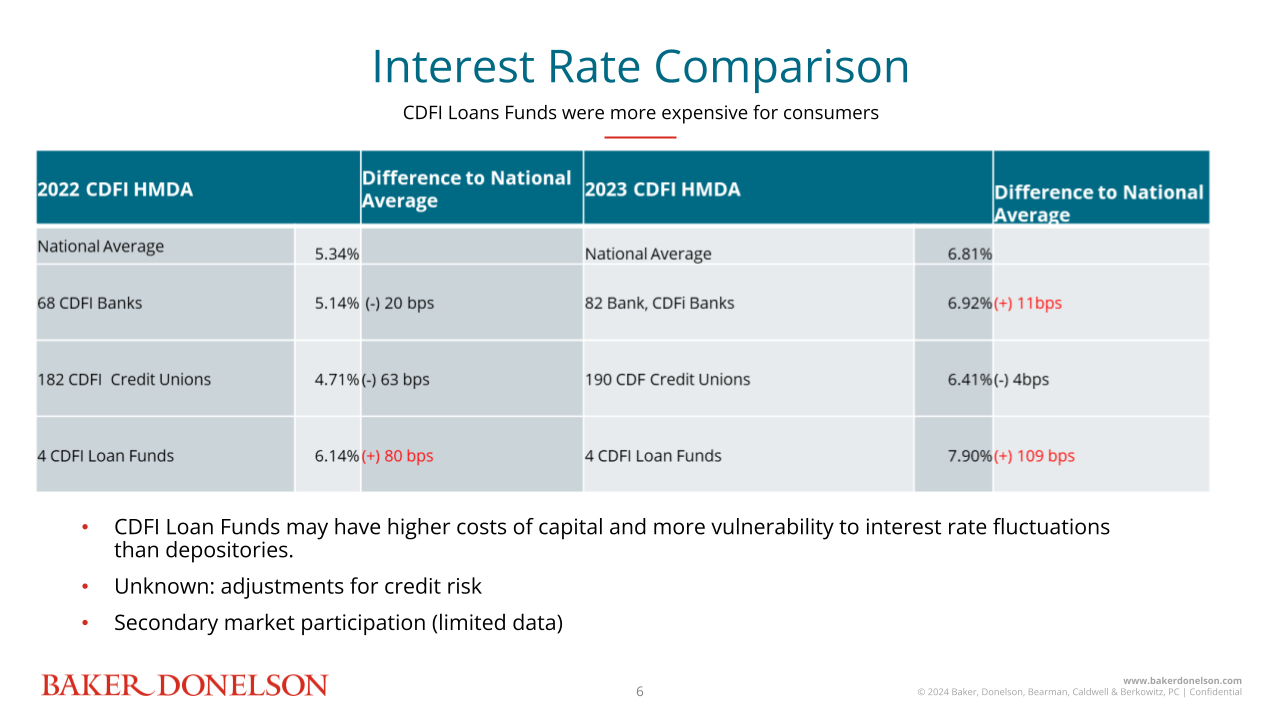 Interest Rate Comparison
CDFI Loans Funds were more expensive for consumers
2022 CDFI HMDA
Difference to National
Average
2023 CDFI HMDA
Difference to National
Average
National Average
5.34%
National Average
6.81%
68 CDFI Banks
5.14%
(-) 20 bps
82 Bank, CDFi Banks
6.92%
(+) 11bps
182 CDFI Credit Unions
4.71%
(-) 63 bps
190 CDF Credit Unions
6.41%
(-) 4bps
4 CDFI Loan Funds
6.14%
(+) 80 bps
4 CDFI Loan Funds
7.90%
(+) 109 bps
• CDFI Loan Funds may have higher costs of capital and more vulnerability to interest rate fluctuations
than depositories.
• Unknown: adjustments for credit risk
• Secondary market participation (limited data)
BAKER DONELSON
6
www.bakerdonelson.com
© 2024 Baker, Donelson, Bearman, Caldwell & Berkowitz, PC | Confidential